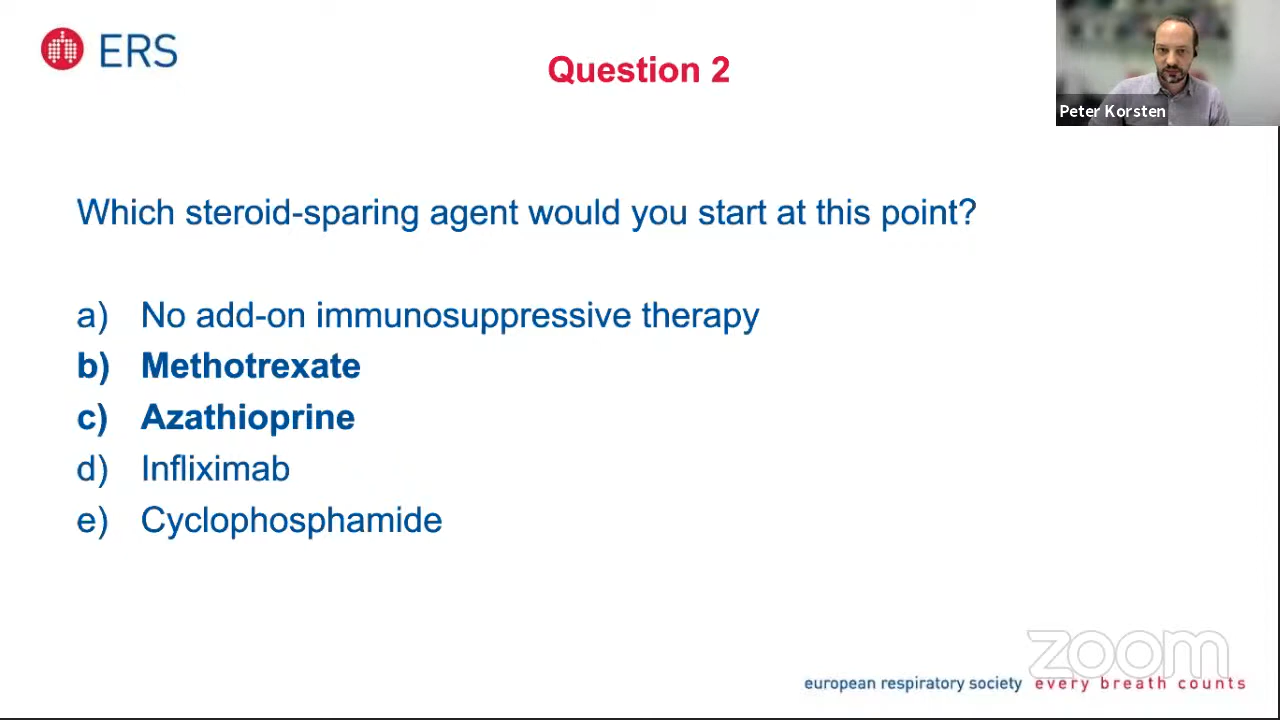 ERS
Question 2
Peter Korsten
Which steroid-sparing agent would you start at this point?
a) No add-on immunosuppressive therapy
b) Methotrexate
c) Azathioprine
d) Infliximab
e) Cyclophosphamide
zoom
european respiratory society every breath counts